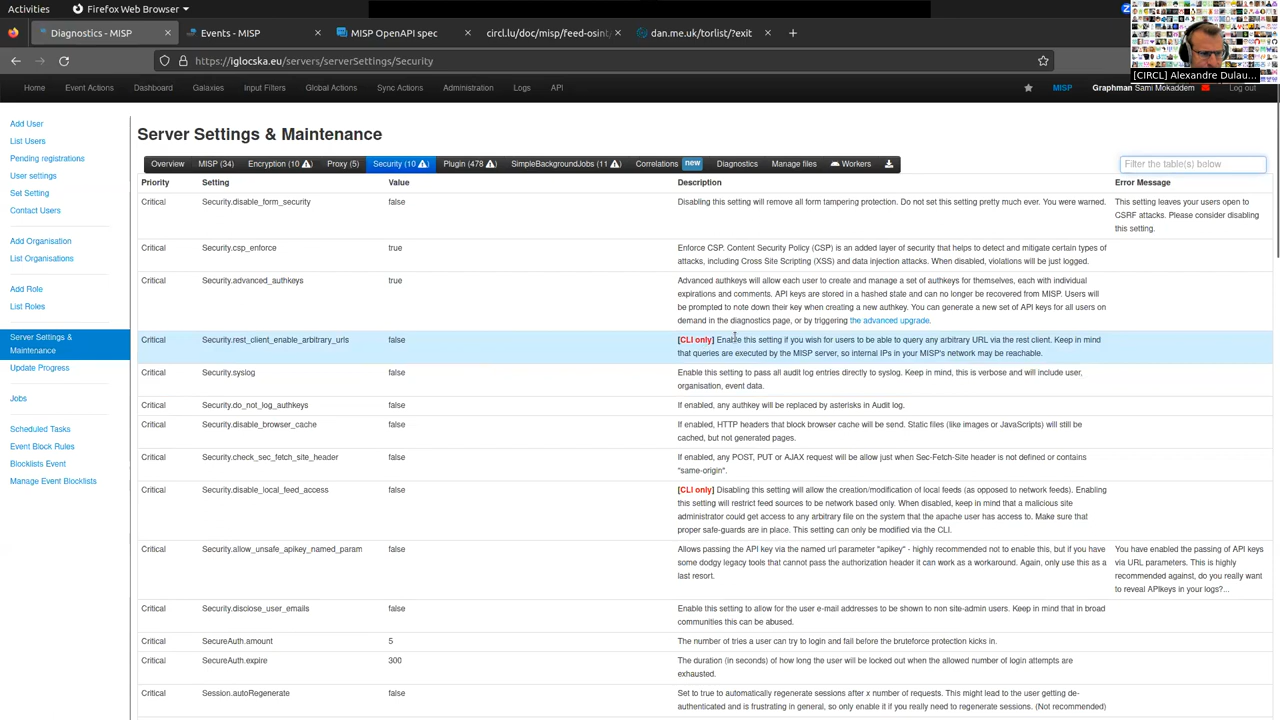 Activities
Firefox Web Browser
Diagnostics - MISP
Events - MISP
MISP OpenAPI spec
rcl.lu/doc/misp/feed-osint/
dan.me.uk/torlist/?exit
https://iglocska.eu/servers/serverSettings/Security
[CIRCL] Alexandre Dulau...
Home
Event Actions
Dashboard
Galaxies
Input Filters
Global Actions
Sync Actions
Administration
Logs
API
MISP
Graphman Sami Mokaddem
Log out
Add User
List Users
Pending registrations
User settings
Set Setting
Contact Users
Add Organisation
List Organisations
Add Role
List Roles
Server Settings &
Maintenance
Update Progress
Jobs
Scheduled Tasks
Event Block Rules
Blocklists Event
Manage Event Blocklists
Server Settings & Maintenance
Overview
MISP (34)
Encryption (10 )
Proxy (5)
Security (10 )
Plugin (478 )
SimpleBackgroundJobs (11 )
Correlations new
Diagnostics
Manage files
Workers
Filter the table(s) below
Priority Setting Value Description Error Message
Critical Security.disable_form_security false Disabling this setting will remove all form tampering protection. Do not set this setting pretty much ever. You were warned. This setting leaves your users open to
CSRF attacks. Please consider disabling
this setting.
Critical Security.csp_enforce true Enforce CSP. Content Security Policy (CSP) is an added layer of security that helps to detect and mitigate certain types of
attacks, including Cross Site Scripting (XSS) and data injection attacks. When disabled, violations will be just logged.
Critical Security.advanced_authkeys true Advanced authkeys will allow each user to create and manage a set of authkeys for themselves, each with individual
expirations and comments. API keys are stored in a hashed state and can no longer be recovered from MISP. Users will
be prompted to note down their key when creating a new authkey. You can generate a new set of API keys for all users on
demand in the diagnostics page, or by triggering the advanced upgrade.
Critical Security.rest_client_enable_arbitrary_urls false [CLI only] Enable this setting if you wish for users to be able to query any arbitrary URL via the rest client. Keep in mind
that queries are executed by the MISP server, so internal IPs in your MISP's network may be reachable.
Critical Security.syslog false Enable this setting to pass all audit log entries directly to syslog. Keep in mind, this is verbose and will include user,
organisation, event data.
Critical Security.do_not_log_authkeys false If enabled, any authkey will be replaced by asterisks in Audit log.
Critical Security.disable_browser_cache false If enabled, HTTP headers that block browser cache will be send. Static files (like images or JavaScripts) will still be
cached, but not generated pages.
Critical Security.check_sec_fetch_site_header false If enabled, any POST, PUT or AJAX request will be allow just when Sec-Fetch-Site header is not defined or contains
"same-origin".
Critical Security.disable_local_feed_access false [CLI only] Disabling this setting will allow the creation/modification of local feeds (as opposed to network feeds). Enabling
this setting will restrict feed sources to be network based only. When disabled, keep in mind that a malicious site
administrator could get access to any arbitrary file on the system that the apache user has access to. Make sure that
proper safe-guards are in place. This setting can only be modified via the CLI.
Critical Security.allow_unsafe_apikey_named_param false Allows passing the API key via the named url parameter "apikey" - highly recommended not to enable this, but if you have You have enabled the passing of API keys
some dodgy legacy tools that cannot pass the authorization header it can work as a workaround. Again, only use this as a via URL parameters. This is highly
last resort. recommended against, do you really want
to reveal APIkeys in your logs?...
Critical Security.disclose_user_emails false Enable this setting to allow for the user e-mail addresses to be shown to non site-admin users. Keep in mind that in broad
communities this can be abused.
Critical SecureAuth.amount 5 The number of tries a user can try to login and fail before the bruteforce protection kicks in.
Critical SecureAuth.expire 300 The duration (in seconds) of how long the user will be locked out when the allowed number of login attempts are
exhausted.
Critical Session.autoRegenerate false Set to true to automatically regenerate sessions after x number of requests. This might lead to the user getting de-
authenticated and is frustrating in general, so only enable it if you really need to regenerate sessions. (Not recommended)